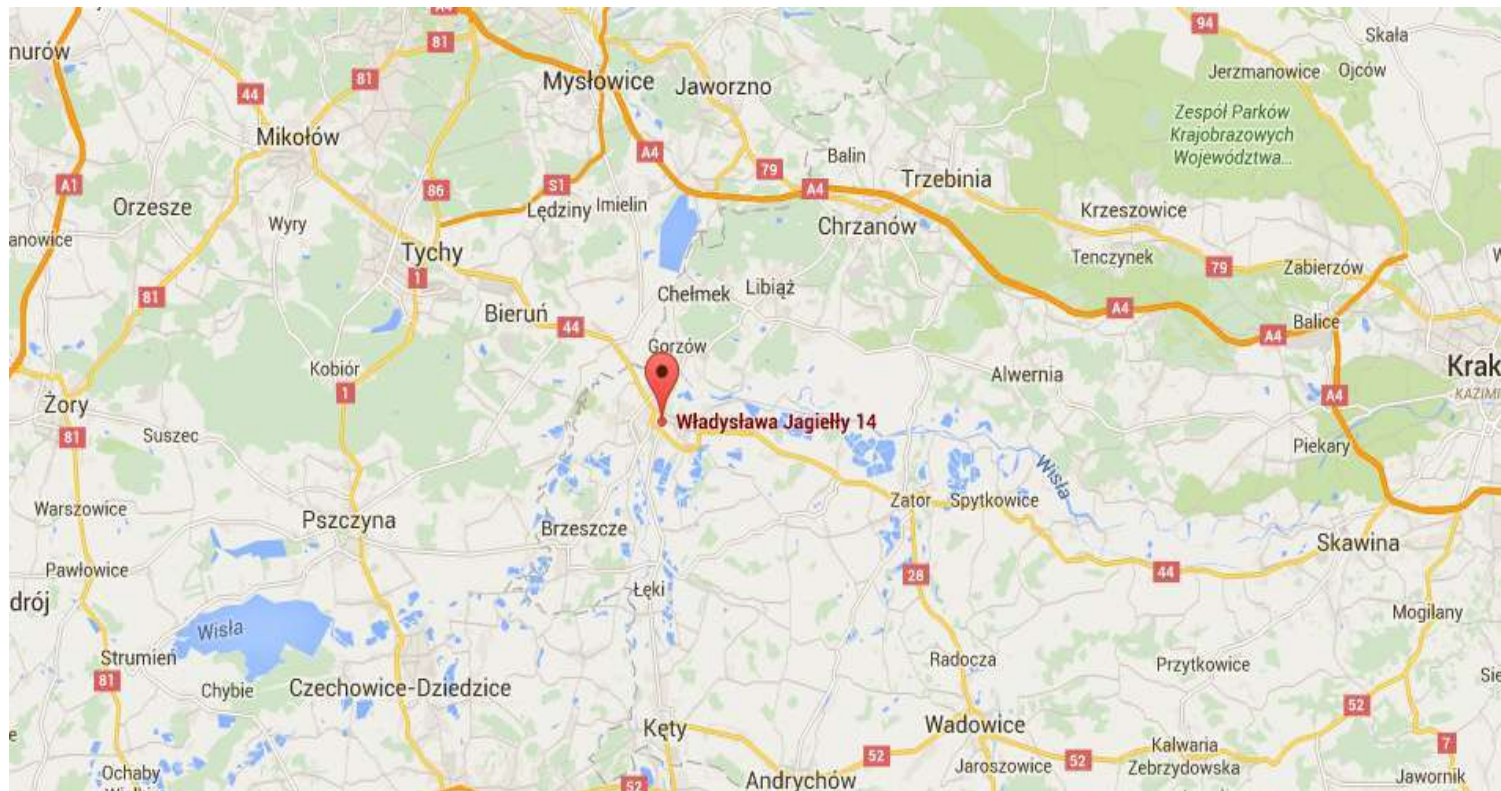 A4
94
Skała
81
nurów
Jerzmanowice Ojców
81
Mysłowice
Jaworzno
44
Zespół Parków
Krajobrazowych
Województwa...
Mikołów
A4
Balin
79
Trzebinia
A1
86
S1
A4
Orzesze
Lędziny Imielin
Krzeszowice
Wyry
Chrzanów
anowice
Tychy
Tenczynek
79
Zabierzów
W
1
81
Chełmek Libiąż
Bieruń
44
A4
Balice
A4
Gorzów
Kobiór
Alwernia
Krak
1
A4
KAZIMI
Żory
Władysława Jagiełły 14
81
Suszec
Piekary
Wisła
Zator Spytkowice
Warszowice
Pszczyna
Brzeszcze
Skawina
Pawłowice
28
44
Łęki
drój
Mogilany
Wisła
Strumień
Radocza
Przytkowice
81
Chybie
Czechowice-Dziedzice
Sie
52
Kęty
Wadowice
e
52
52
Kalwaria
Zebrzydowska
7
Ochaby
Jaroszowice
Andrychów
Jawornik
52